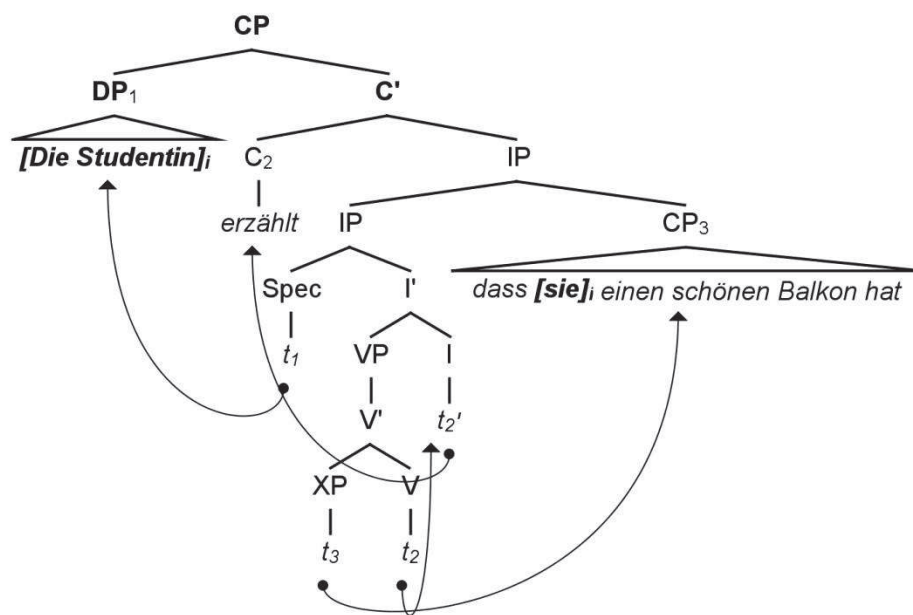 CP
DP₁ C'
[Die Studentin]ᵢ C₂ IP
erzählt IP CP₃
Spec I' dass [sie]ᵢ einen schönen Balkon hat
t₁ VP I
V' t₂'
XP V
t₃ t₂